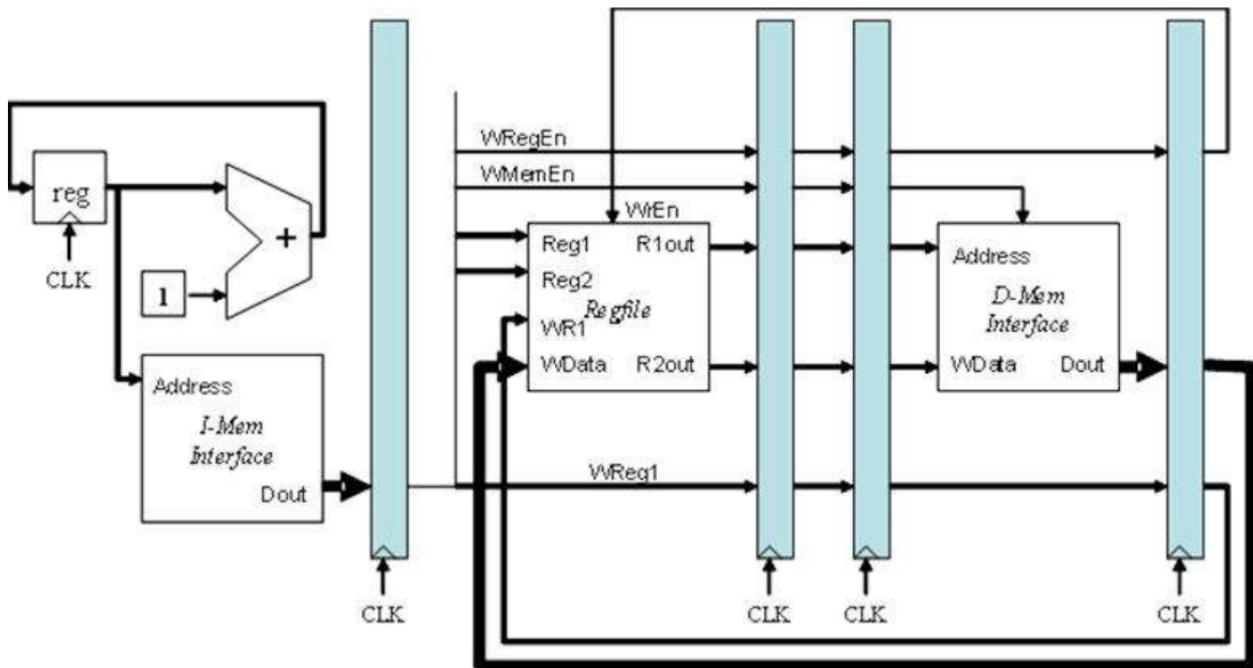 reg
CLK
1
+
Address
I-Mem
Interface
Dout
CLK
WRegEn
WMemEn
WrEn
Reg1
R1out
Reg2
Regfile
WR1
WData
R2out
WReg1
CLK
CLK
Address
D-Mem
Interface
WData
Dout
CLK